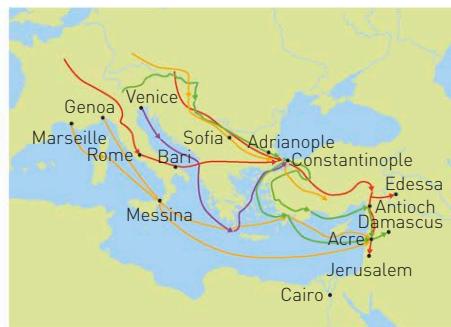 Venice
Genoa
Marseille
Sofia
Adrianople
Rome
Bari
Constantinople
Edessa
Messina
Antioch
Damascus
Acre
Jerusalem
Cairo